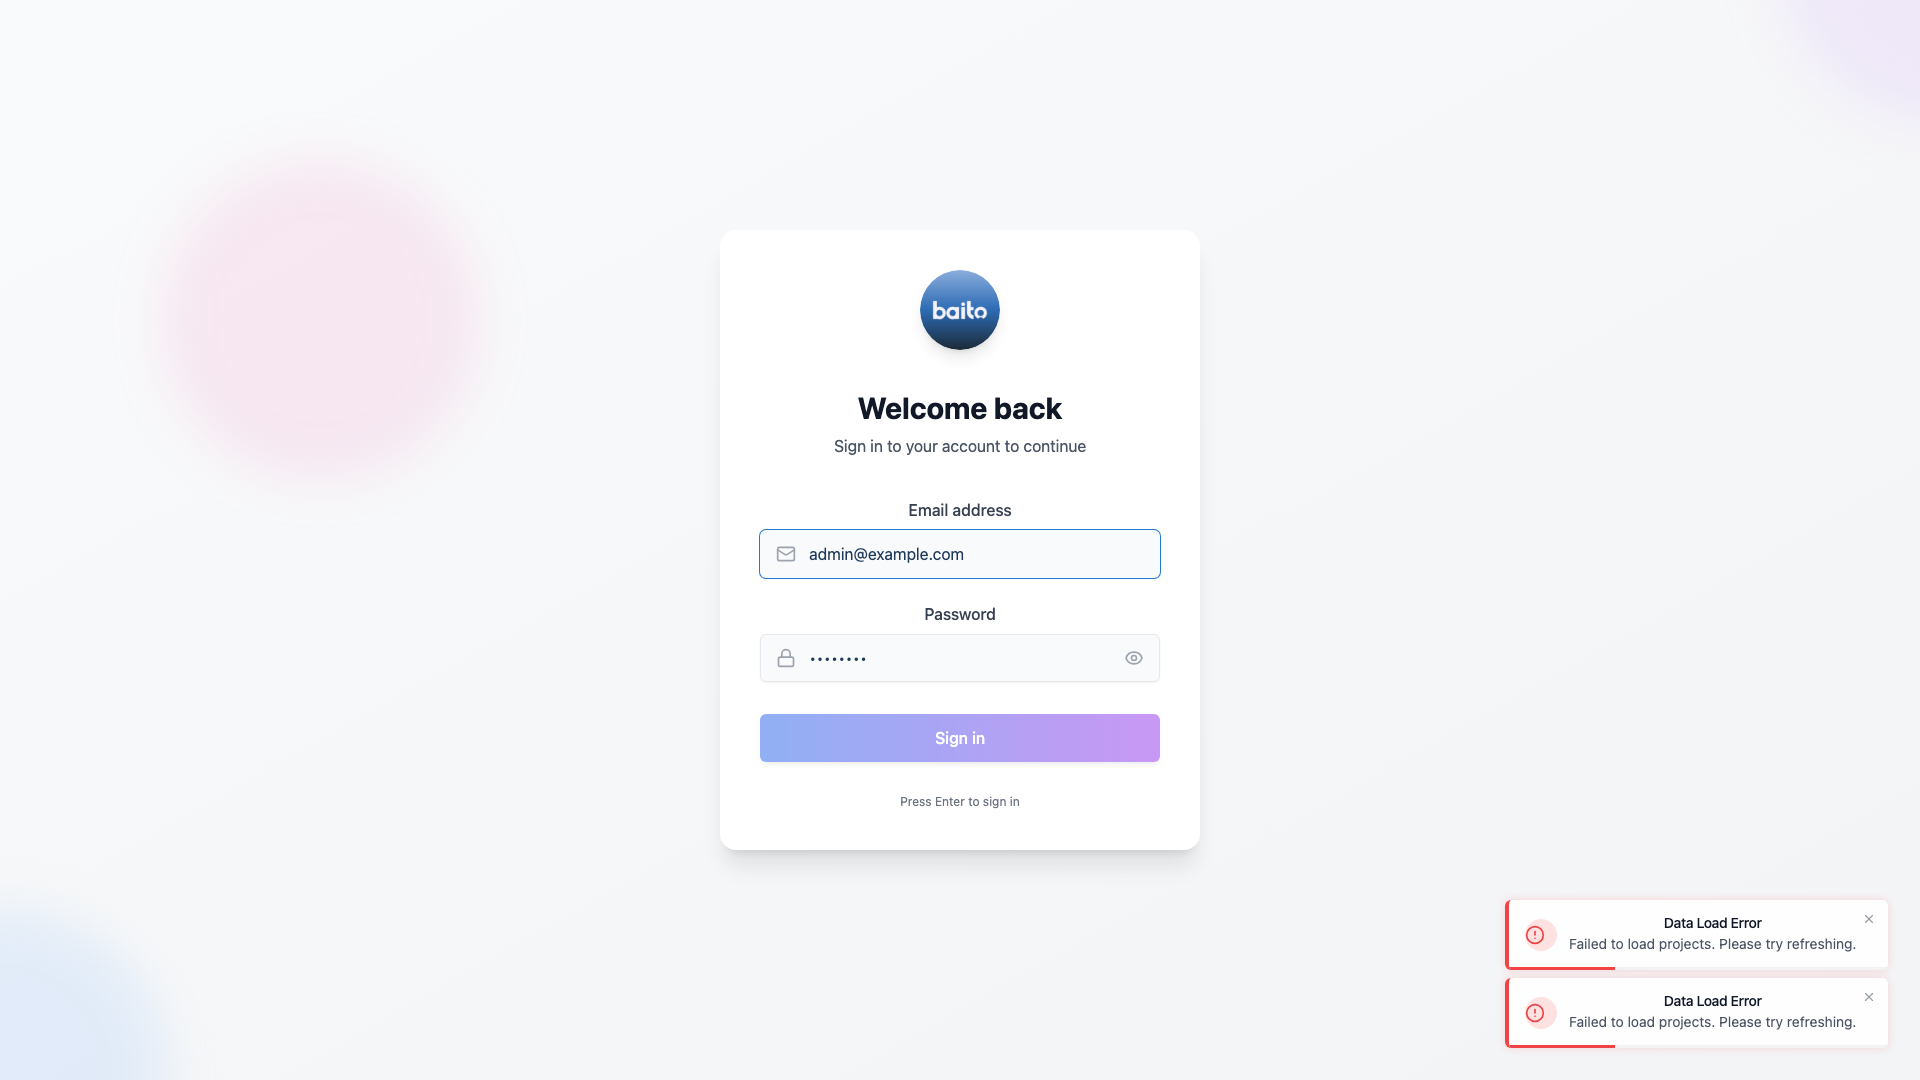 baito
Welcome back
Sign in to your account to continue
Email address
admin@example.com
Password
••••••••
Sign in
Press Enter to sign in
Data Load Error
Failed to load projects. Please try refreshing.
Data Load Error
Failed to load projects. Please try refreshing.